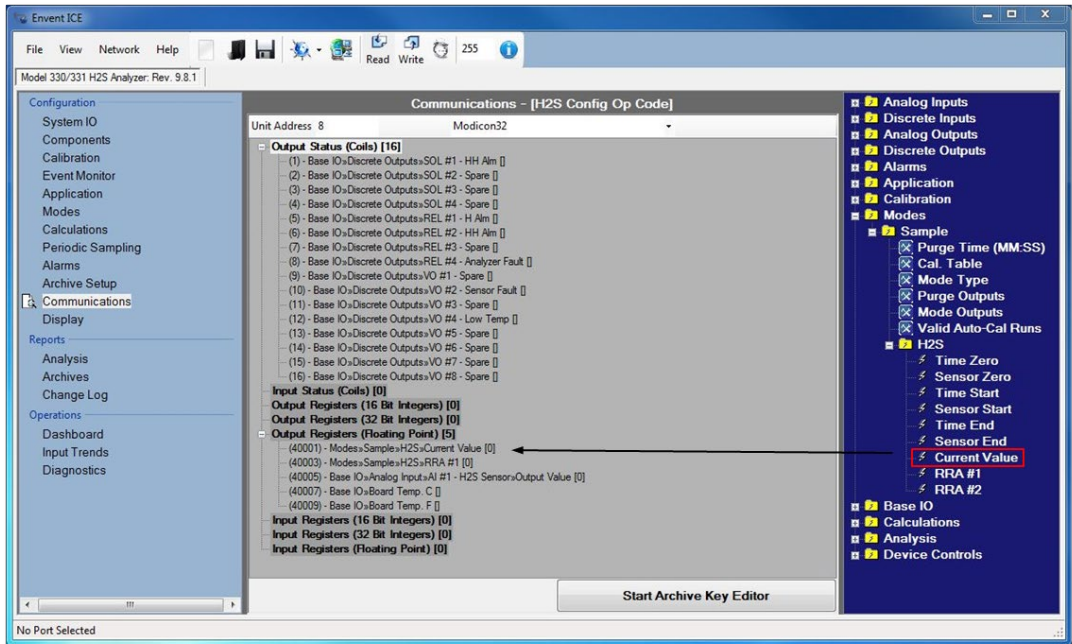 Envent ICE
File View Network Help Read Write 255
Model 330/331 H2S Analyzer: Rev. 9.8.1
Configuration
System IO
Components
Calibration
Event Monitor
Application
Modes
Calculations
Periodic Sampling
Alarms
Archive Setup
Communications
Display
Reports
Analysis
Archives
Change Log
Operations
Dashboard
Input Trends
Diagnostics
Communications - [H2S Config Op Code]
Unit Address 8 Modicon32
Output Status (Coils) [16]
(1) - Base IO»Discrete Outputs»SOL #1 - HH Alm []
(2) - Base IO»Discrete Outputs»SOL #2 - Spare []
(3) - Base IO»Discrete Outputs»SOL #3 - Spare []
(4) - Base IO»Discrete Outputs»SOL #4 - Spare []
(5) - Base IO»Discrete Outputs»REL #1 - H Alm []
(6) - Base IO»Discrete Outputs»REL #2 - HH Alm []
(7) - Base IO»Discrete Outputs»REL #3 - Spare []
(8) - Base IO»Discrete Outputs»REL #4 - Analyzer Fault []
(9) - Base IO»Discrete Outputs»VO #1 - Spare []
(10) - Base IO»Discrete Outputs»VO #2 - Sensor Fault []
(11) - Base IO»Discrete Outputs»VO #3 - Spare []
(12) - Base IO»Discrete Outputs»VO #4 - Low Temp []
(13) - Base IO»Discrete Outputs»VO #5 - Spare []
(14) - Base IO»Discrete Outputs»VO #6 - Spare []
(15) - Base IO»Discrete Outputs»VO #7 - Spare []
(16) - Base IO»Discrete Outputs»VO #8 - Spare []
Input Status (Coils) [0]
Output Registers (16 Bit Integers) [0]
Output Registers (32 Bit Integers) [0]
Output Registers (Floating Point) [5]
(40001) - Modes»Sample»H2S»Current Value [0]
(40003) - Modes»Sample»H2S»RRA #1 [0]
(40005) - Base IO»Analog Input»AI #1 - H2S Sensor»Output Value [0]
(40007) - Base IO»Board Temp. C []
(40009) - Base IO»Board Temp. F []
Input Registers (16 Bit Integers) [0]
Input Registers (32 Bit Integers) [0]
Input Registers (Floating Point) [0]
Start Archive Key Editor
Analog Inputs
Discrete Inputs
Analog Outputs
Discrete Outputs
Alarms
Application
Calibration
Modes
Sample
Purge Time (MM:SS)
Cal. Table
Mode Type
Purge Outputs
Mode Outputs
Valid Auto-Cal Runs
H2S
Time Zero
Sensor Zero
Time Start
Sensor Start
Time End
Sensor End
Current Value
RRA #1
RRA #2
Base IO
Calculations
Analysis
Device Controls
No Port Selected